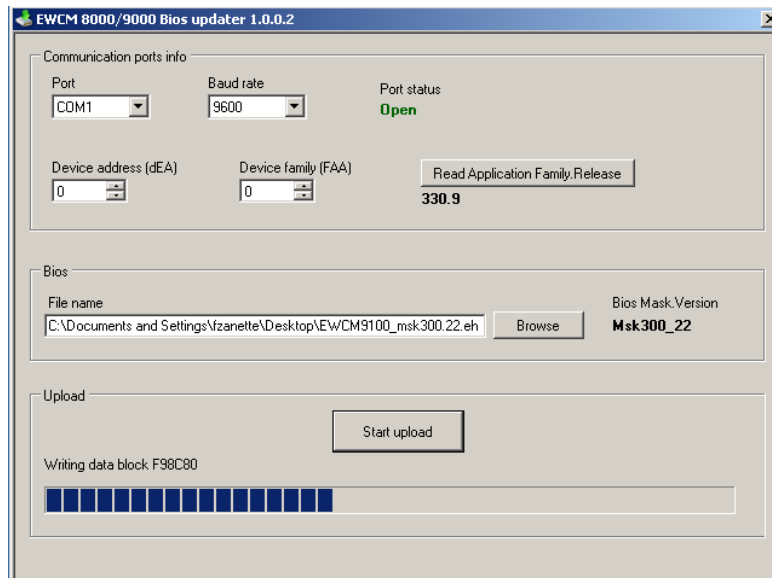 EWCM 8000/9000 Bios updater 1.0.0.2
Communication ports info
Port
Baud rate
Port status
COM1
9600
Open
Device address (dEA)
Device family (FAA)
Read Application Family.Release
0
0
330.9
Bios
File name
Bios Mask.Version
C:\Documents and Settings\fzanette\Desktop\EWCM9100_msk300.22.eh
Browse
Msk300_22
Upload
Start upload
Writing data block F98C80